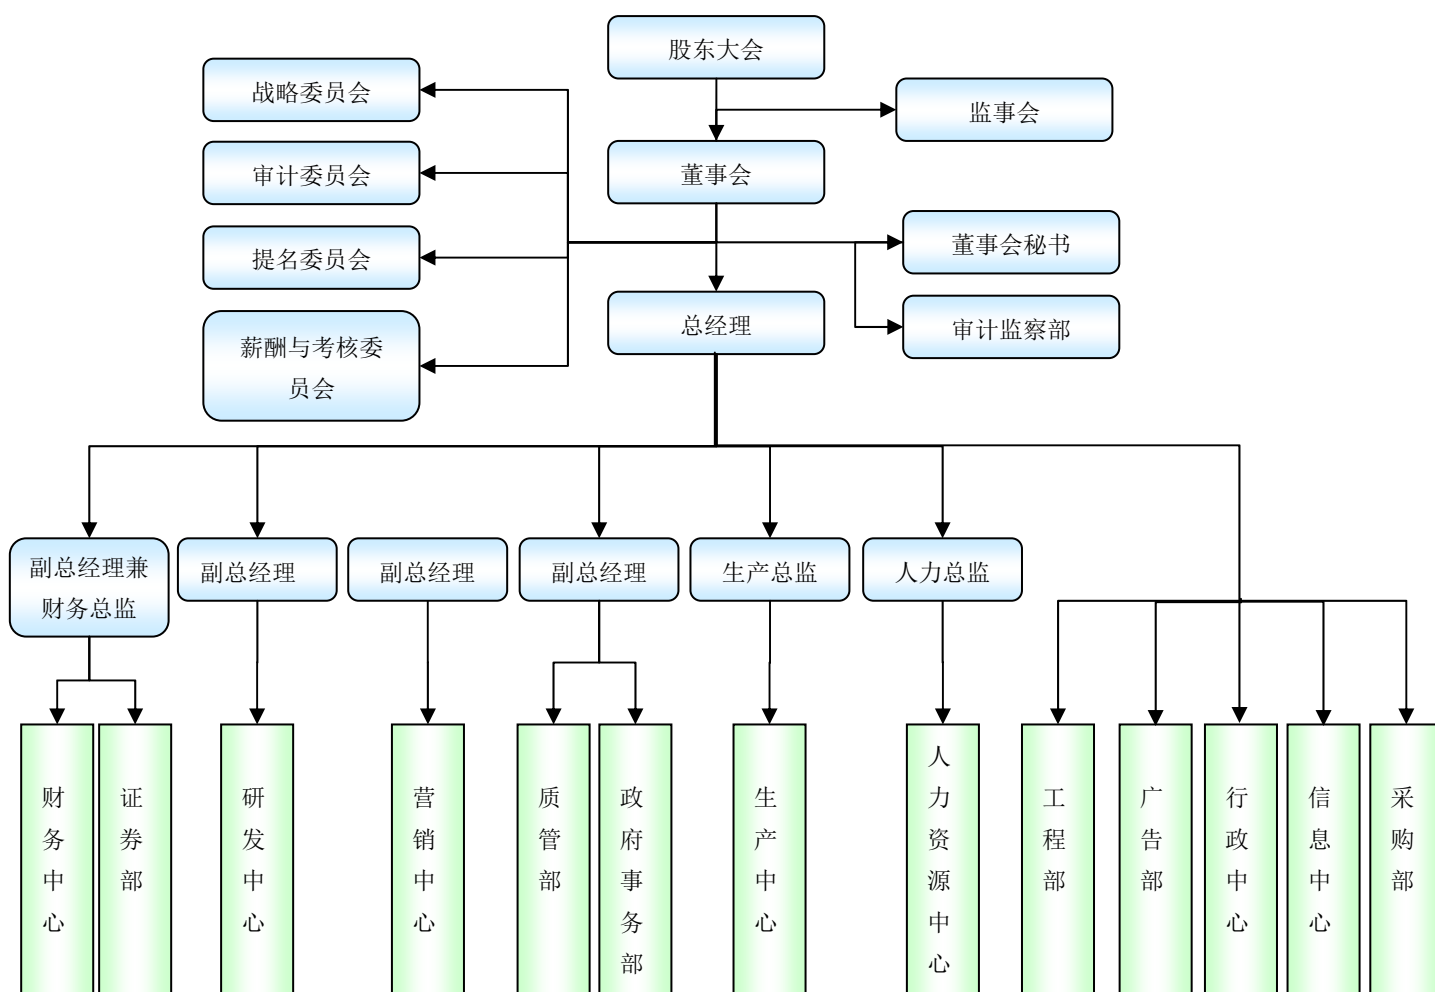 股东大会
战略委员会
监事会
审计委员会
董事会
提名委员会
董事会秘书
总经理
审计监察部
薪酬与考核委
员会
副总经理兼
财务总监
副总经理
副总经理
副总经理
生产总监
人力总监
财务中心
证券部
研发中心
营销中心
质管部
政府事务部
生产中心
人力资源中心
工程部
广告部
行政中心
信息中心
采购部